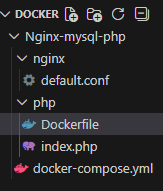 DOCKER
Nginx-mysql-php
nginx
default.conf
php
Dockerfile
index.php
docker-compose.yml